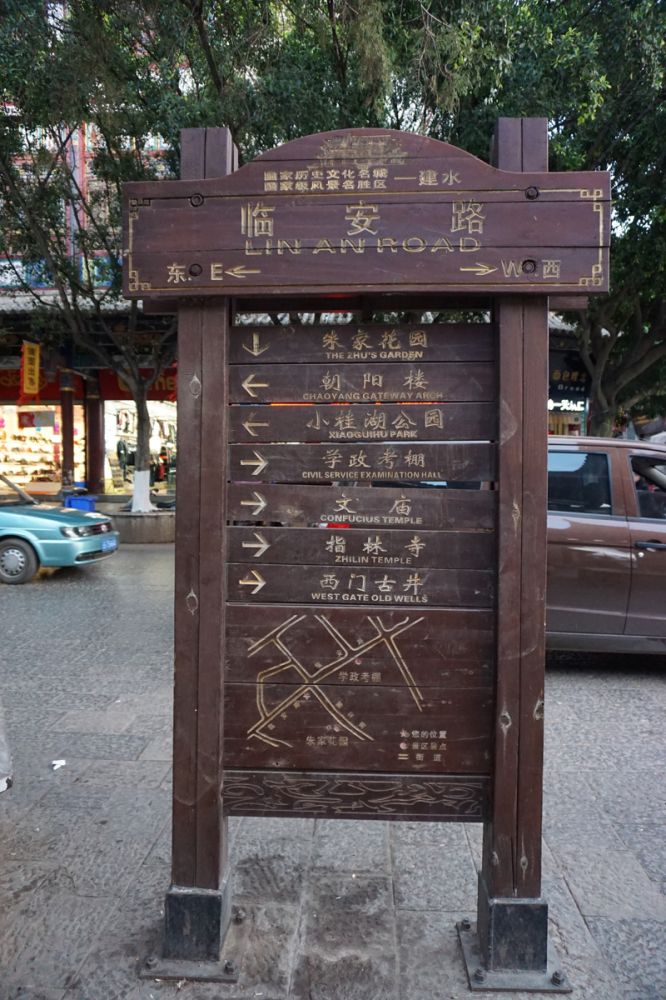 国家历史文化名城
国家级风景名胜区 —建水
临安路
LIN AN ROAD
东 E ← → W 西
↓ 朱家花园
THE ZHU'S GARDEN
← 朝阳楼
CHAOYANG GATEWAY ARCH
← 小桂湖公园
XIAOGUIHU PARK
→ 学政考棚
CIVIL SERVICE EXAMINATION HALL
→ 文庙
CONFUCIUS TEMPLE
→ 指林寺
ZHILIN TEMPLE
→ 西门古井
WEST GATE OLD WELLS
学政考棚
朱家花园
您的位置
景区景点
街道